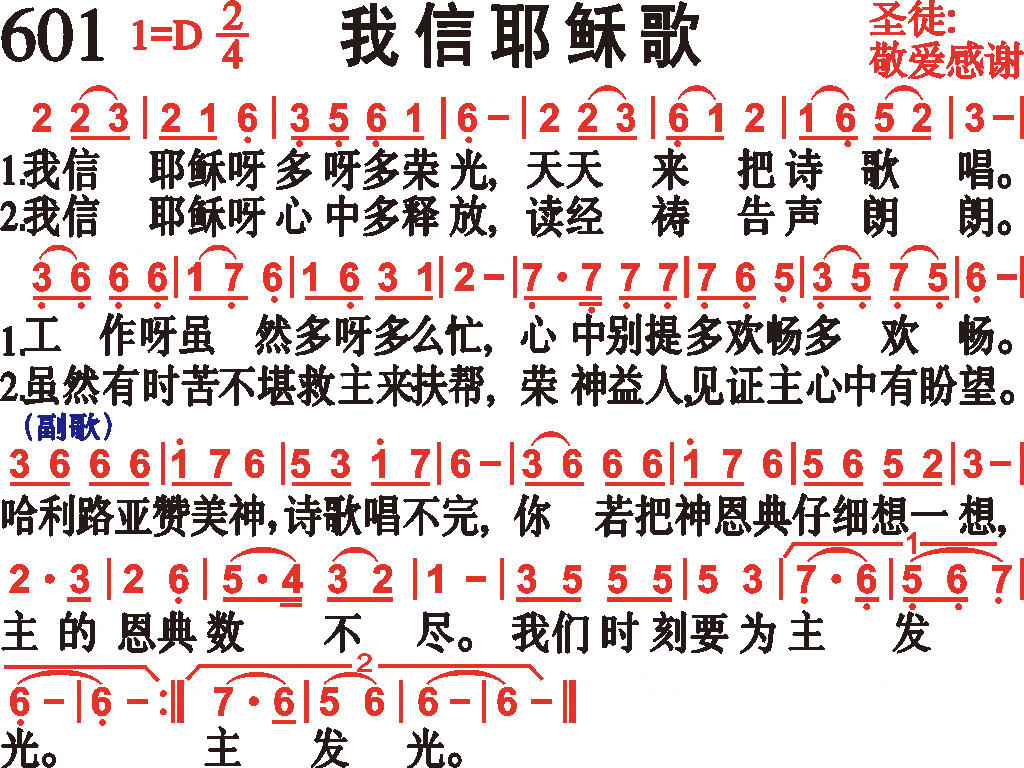 601 1=D 2/4 我信耶稣歌 圣徒:
敬爱感谢
2 2 3 | 2 1 6 | 3 5 6 1 | 6 - | 2 2 3 | 6 1 2 | 1 6 5 2 | 3 - |
1.我信 耶稣呀多呀多荣光, 天天 来 把诗 歌 唱。
2.我信 耶稣呀心中多释放, 读经 祷 告声 朗 朗。
3 6 6 6 | 1 7 6 | 1 6 3 1 | 2 - | 7 · 7 7 7 | 7 6 5 | 3 5 7 5 | 6 - |
1.工 作呀虽 然多呀多么忙, 心中别提多欢畅多 欢 畅。
2.虽然有时苦不堪救主来扶帮, 荣神益人,见证主心中有盼望。
(副歌)
3 6 6 6 | 1 7 6 | 5 3 1 7 | 6 - | 3 6 6 6 | 1 7 6 | 5 6 5 2 | 3 - |
哈利路亚赞美神,诗歌唱不完, 你 若把神恩典仔细想一想,
1
2 · 3 | 2 6 | 5 · 4 3 2 | 1 - | 3 5 5 5 | 5 3 | 7 · 6 | 5 6 7 |
主的恩典数 不 尽。 我们时刻要为主 发
2
6 - | 6 - :‖ 7 · 6 | 5 6 | 6 - | 6 - ‖
光。 主 发 光。